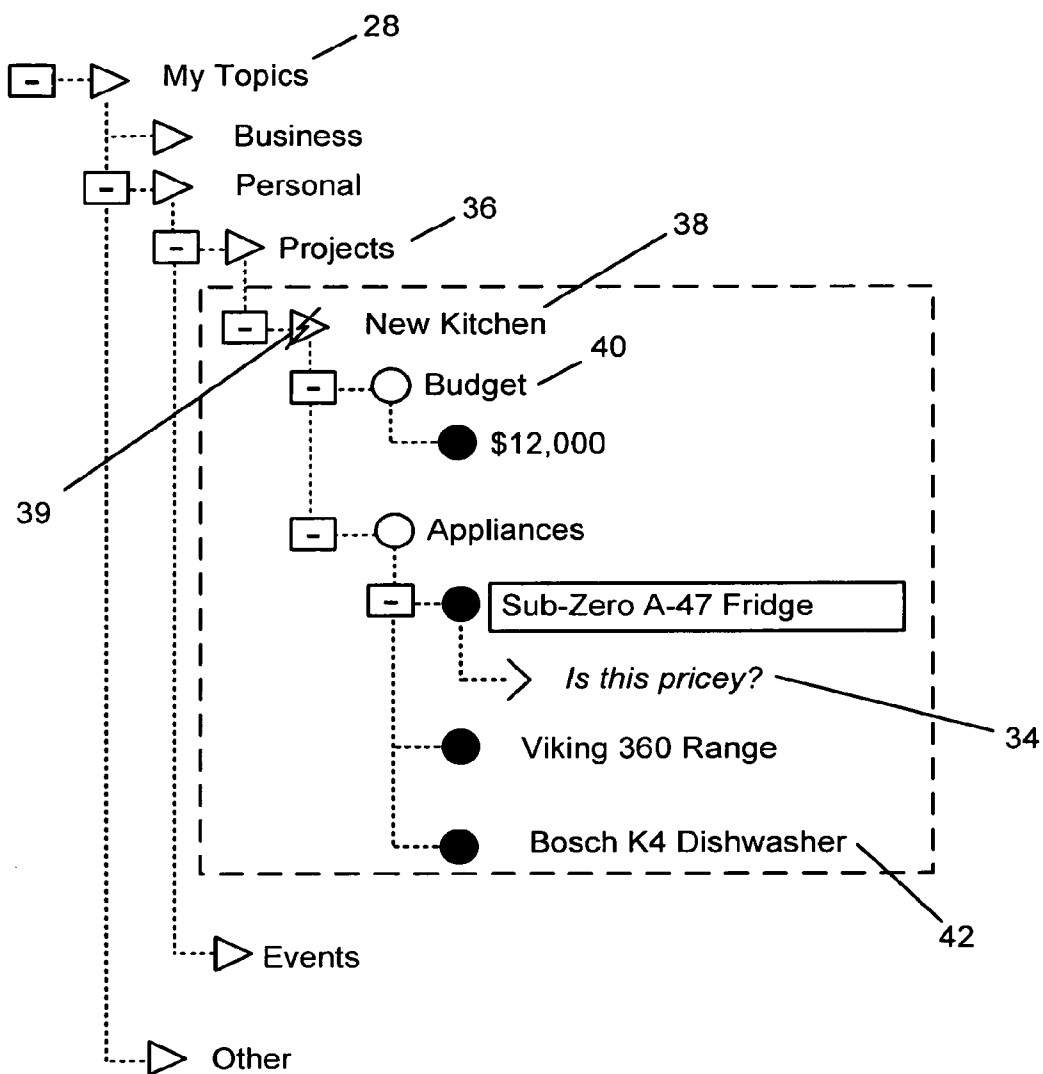 28
- My Topics
Business
- Personal
36
- Projects
38
- New Kitchen
40
- Budget
$12,000
39
- Appliances
- Sub-Zero A-47 Fridge
Is this pricey?
34
Viking 360 Range
Bosch K4 Dishwasher
42
Events
Other